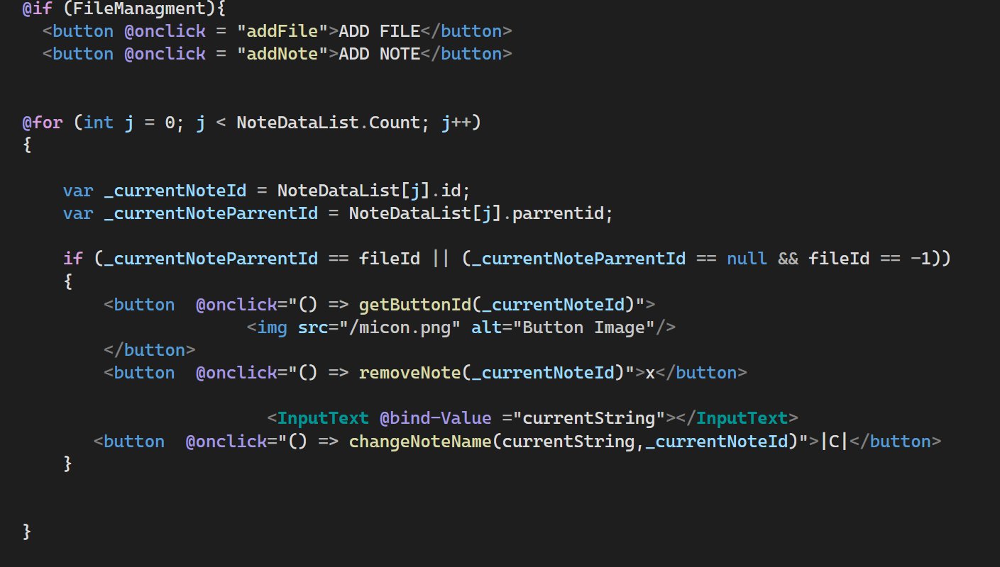 @if (FileManagment){
<button @onclick = "addFile">ADD FILE</button>
<button @onclick = "addNote">ADD NOTE</button>
@for (int j = 0; j < NoteDataList.Count; j++)
{
var _currentNoteId = NoteDataList[j].id;
var _currentNoteParrentId = NoteDataList[j].parrentid;
if (_currentNoteParrentId == fileId || (_currentNoteParrentId == null && fileId == -1))
{
<button  @onclick="() => getButtonId(_currentNoteId)">
<img src="/micon.png" alt="Button Image"/>
</button>
<button  @onclick="() => removeNote(_currentNoteId)">x</button>
<InputText @bind-Value ="currentString"></InputText>
<button  @onclick="() => changeNoteName(currentString,_currentNoteId)">|C|</button>
}
}